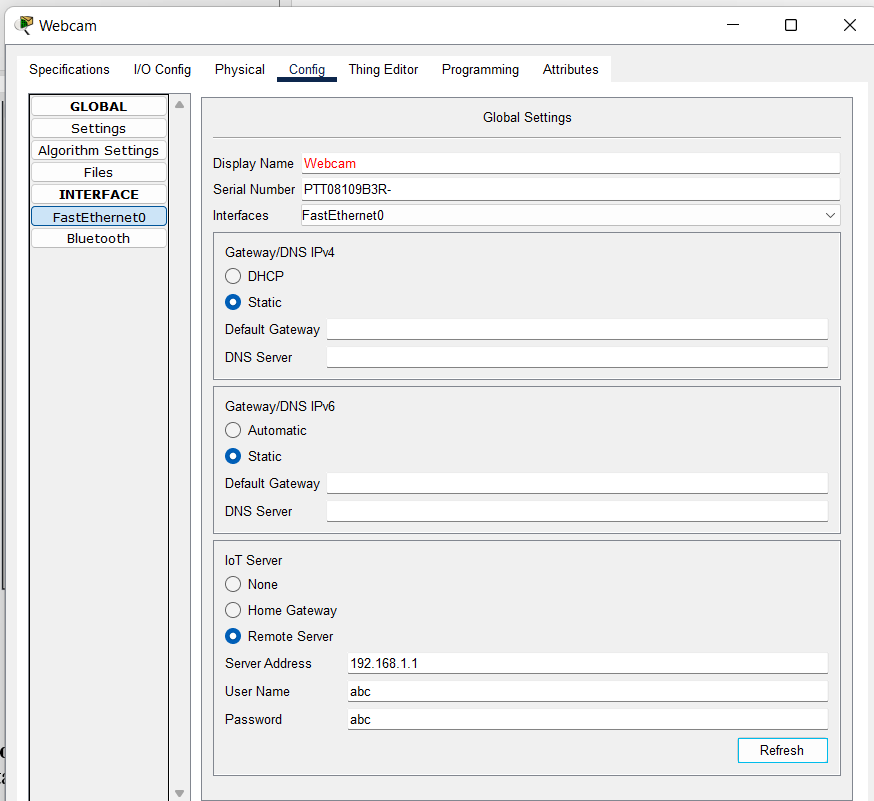 Webcam
Specifications I/O Config Physical Config Thing Editor Programming Attributes
GLOBAL
Settings
Algorithm Settings
Files
INTERFACE
FastEthernet0
Bluetooth
Global Settings
Display Name Webcam
Serial Number PTT08109B3R-
Interfaces FastEthernet0
Gateway/DNS IPv4
DHCP
Static
Default Gateway
DNS Server
Gateway/DNS IPv6
Automatic
Static
Default Gateway
DNS Server
IoT Server
None
Home Gateway
Remote Server
Server Address 192.168.1.1
User Name abc
Password abc
Refresh